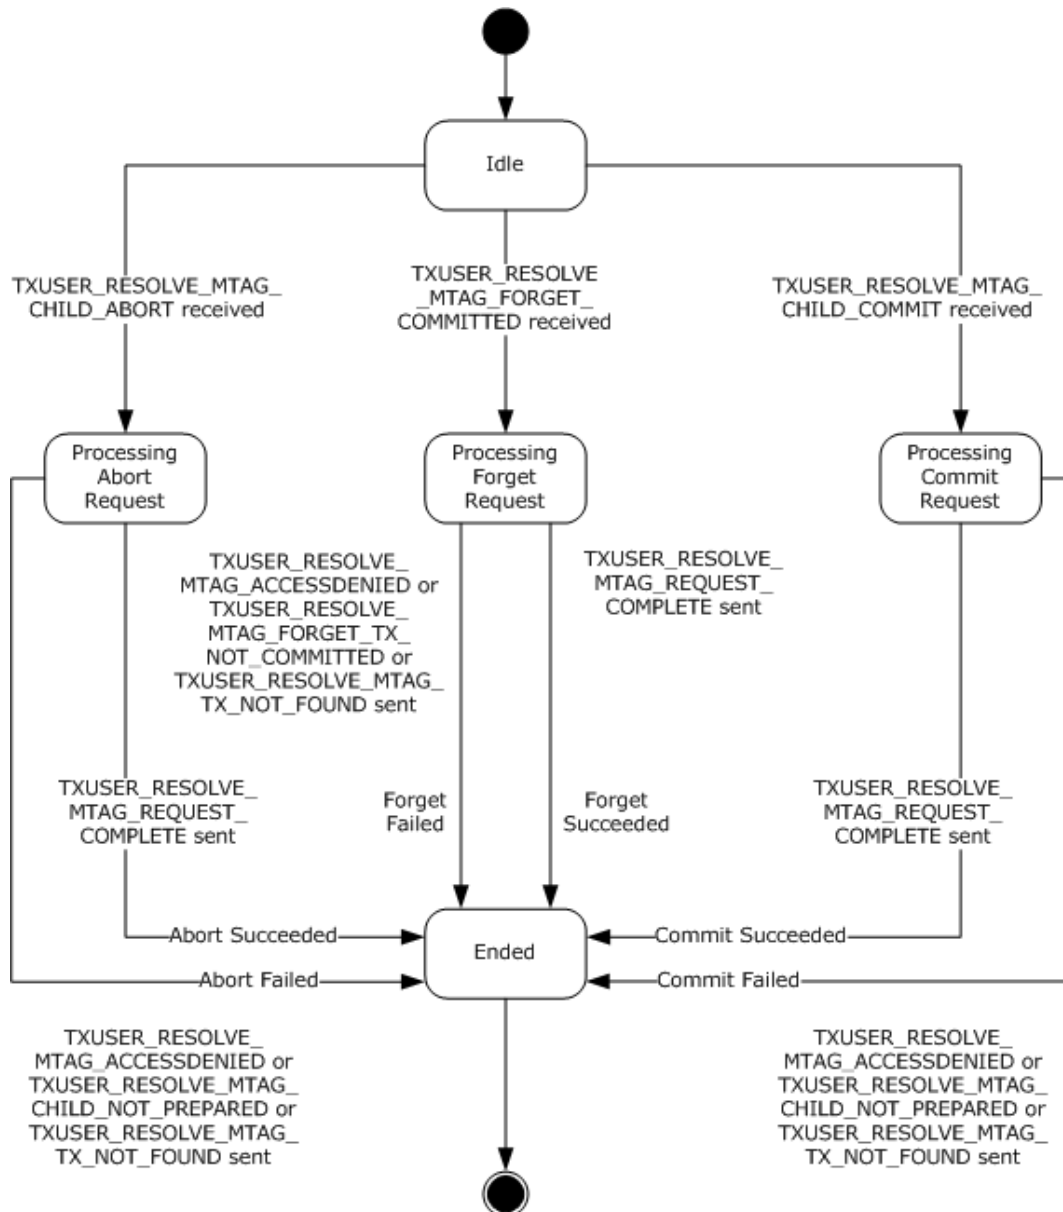 Idle
TXUSER_RESOLVE_MTAG_
CHILD_ABORT received
TXUSER_RESOLVE
_MTAG_FORGET_
COMMITTED received
TXUSER_RESOLVE_MTAG_
CHILD_COMMIT received
Processing
Abort
Request
Processing
Forget
Request
Processing
Commit
Request
TXUSER_RESOLVE_
MTAG_ACCESSDENIED or
TXUSER_RESOLVE_
MTAG_FORGET_TX_
NOT_COMMITTED or
TXUSER_RESOLVE_MTAG_
TX_NOT_FOUND sent
TXUSER_RESOLVE_
MTAG_REQUEST_
COMPLETE sent
TXUSER_RESOLVE_
MTAG_REQUEST_
COMPLETE sent
Forget
Failed
Forget
Succeeded
TXUSER_RESOLVE_
MTAG_REQUEST_
COMPLETE sent
Abort Succeeded
Ended
Commit Succeeded
Abort Failed
Commit Failed
TXUSER_RESOLVE_
MTAG_ACCESSDENIED or
TXUSER_RESOLVE_MTAG_
CHILD_NOT_PREPARED or
TXUSER_RESOLVE_MTAG_
TX_NOT_FOUND sent
TXUSER_RESOLVE_
MTAG_ACCESSDENIED or
TXUSER_RESOLVE_MTAG_
CHILD_NOT_PREPARED or
TXUSER_RESOLVE_MTAG_
TX_NOT_FOUND sent